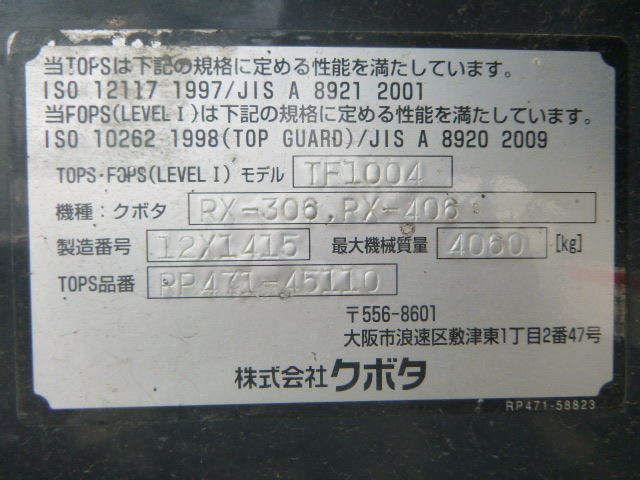 当TOPSは下記の規格に定める性能を満たしています。
ISO 12117 1997/JIS A 8921 2001
当FOPS(LEVEL I)は下記の規格に定める性能を満たしています。
ISO 10262 1998(TOP GUARD)/JIS A 8920 2009
TOPS・FOPS(LEVEL I) モデル TF1004
機種：クボタ RX-306,RX-406
製造番号 12X1415 最大機械質量 4060 [kg]
TOPS品番 RP471-45110
〒556-8601
大阪市浪速区敷津東1丁目2番47号
株式会社クボタ
RP471-58823